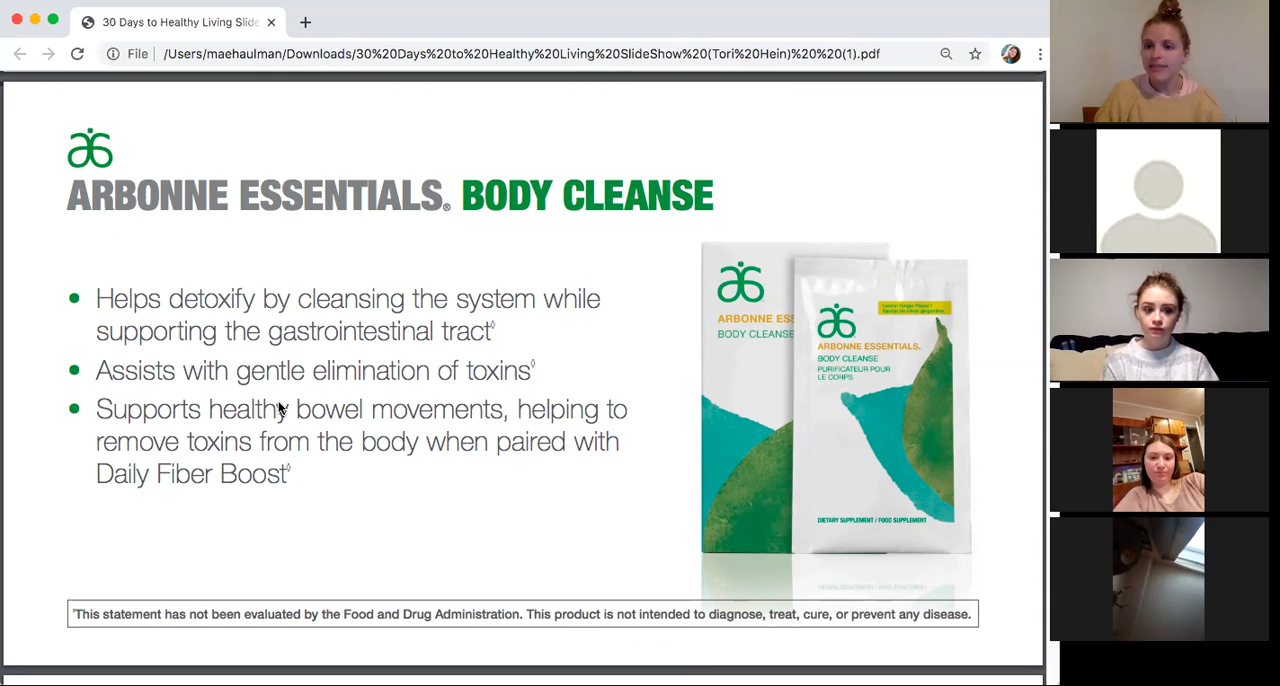 30 Days to Healthy Living Slide
File
/Users/maehaulman/Downloads/30%20Days%20to%20Healthy%20Living%20SlideShow%20(Tori%20Hein)%20%20(1).pdf
ARBONNE ESSENTIALS® BODY CLEANSE
• Helps detoxify by cleansing the system while
supporting the gastrointestinal tract◊
• Assists with gentle elimination of toxins◊
• Supports healthy bowel movements, helping to
remove toxins from the body when paired with
Daily Fiber Boost◊
ARBONNE ESS
BODY CLEANSE
ARBONNE ESSENTIALS.
BODY CLEANSE
PURIFICATEUR POUR
LE CORPS
DIETARY SUPPLEMENT / FOOD SUPPLEMENT
◊This statement has not been evaluated by the Food and Drug Administration. This product is not intended to diagnose, treat, cure, or prevent any disease.